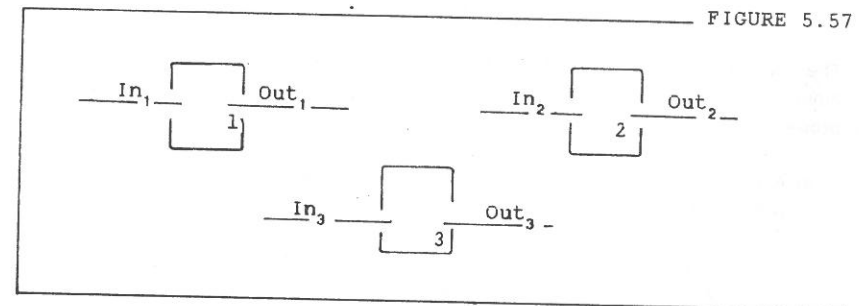 FIGURE 5.57
In₁ Out₁
1
In₂ Out₂
2
In₃ Out₃
3